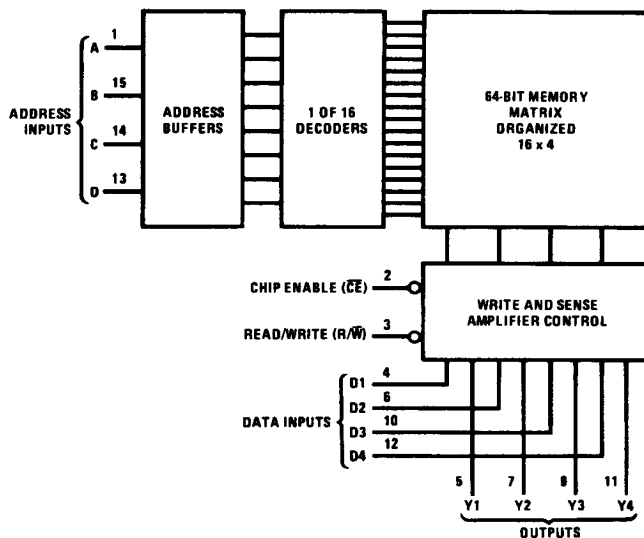 ADDRESS INPUTS
A 1
B 15
C 14
D 13
ADDRESS BUFFERS
1 OF 16 DECODERS
64-BIT MEMORY
MATRIX
ORGANIZED
16 x 4
CHIP ENABLE (C̅E̅) 2
READ/WRITE (R/W̅) 3
WRITE AND SENSE
AMPLIFIER CONTROL
DATA INPUTS
D1 4
D2 6
D3 10
D4 12
5 7 9 11
Y1 Y2 Y3 Y4
OUTPUTS